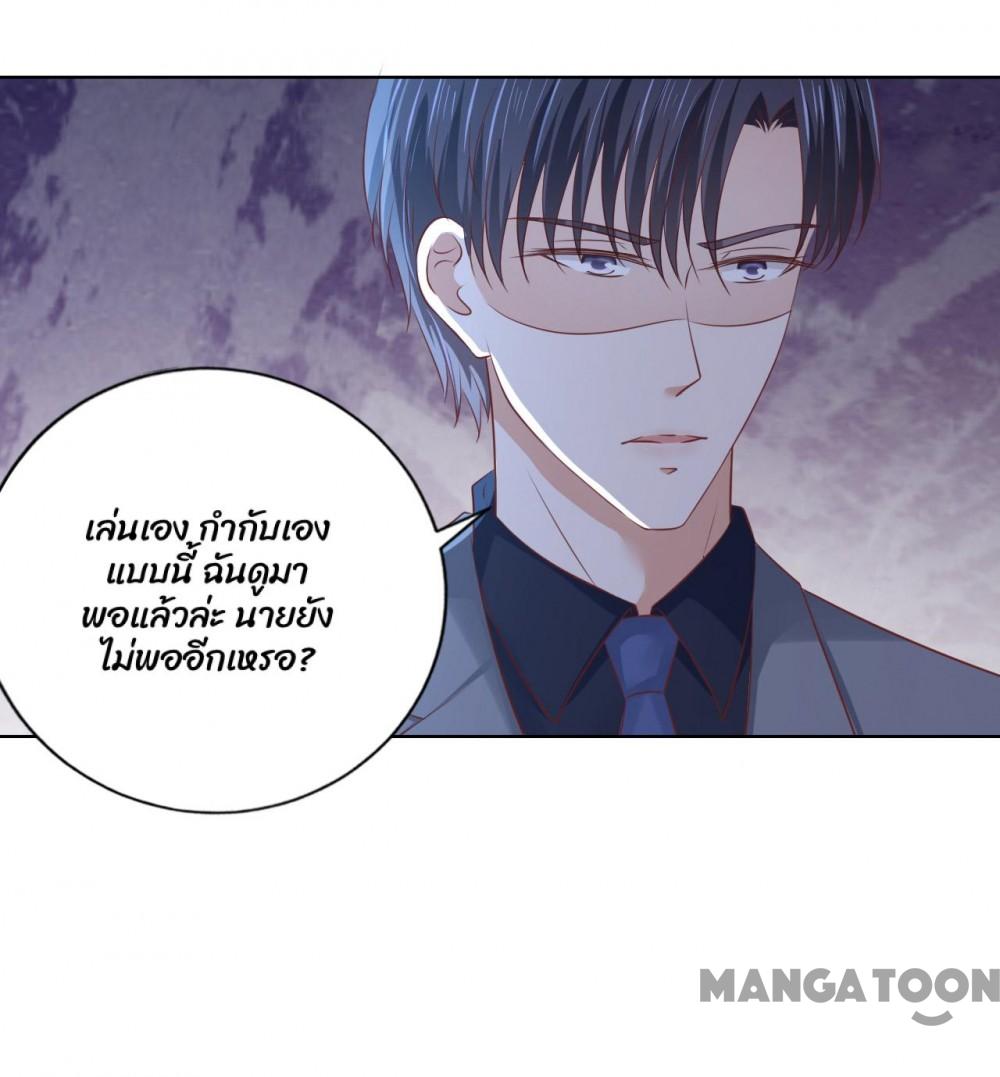 เล่นเอง กำกับเอง
แบบนี้ ฉันดูมา
พอแล้วล่ะ นายยัง
ไม่พออีกเหรอ?
MANGATOON